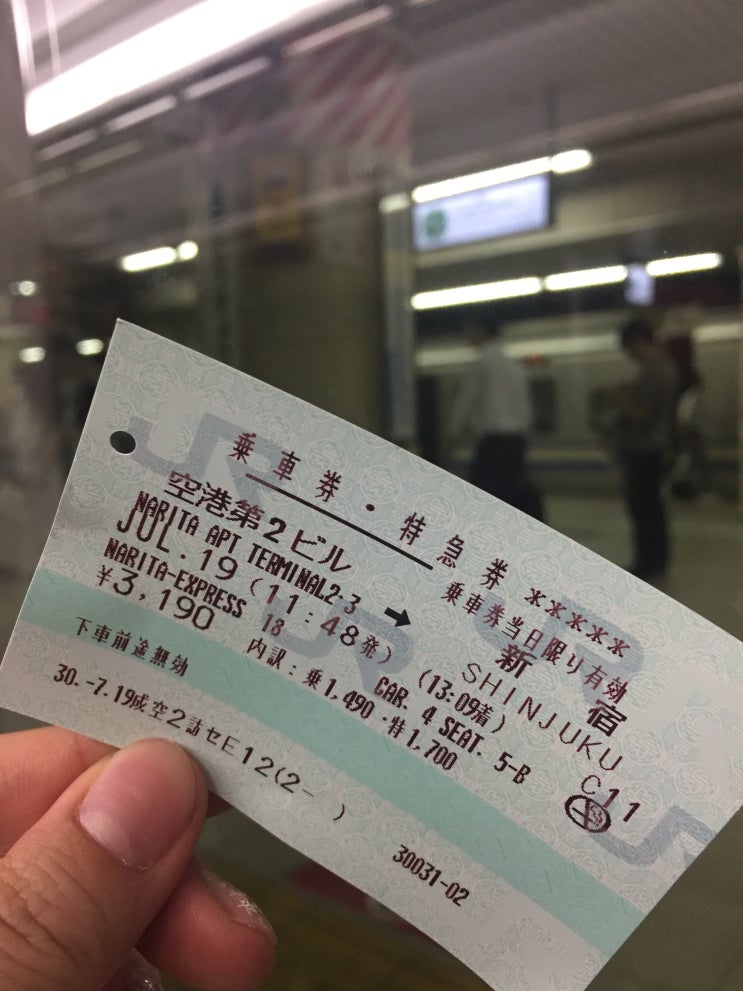 乗車券・特急券 *****
空港第2ビル ➡ 新宿
乗車券当日限り有効
NARITA APT TERMINAL2・3 SHINJUKU
JUL.19 (11:48発) (13:09着) C11
NARITA-EXPRESS 18 CAR. 4 SEAT. 5-B
¥3,190 内訳:乗1,490・特1,700
下車前途無効
30.-7.19成空2訪セE12(2- )
30031-02
JR
JR
JR
JR